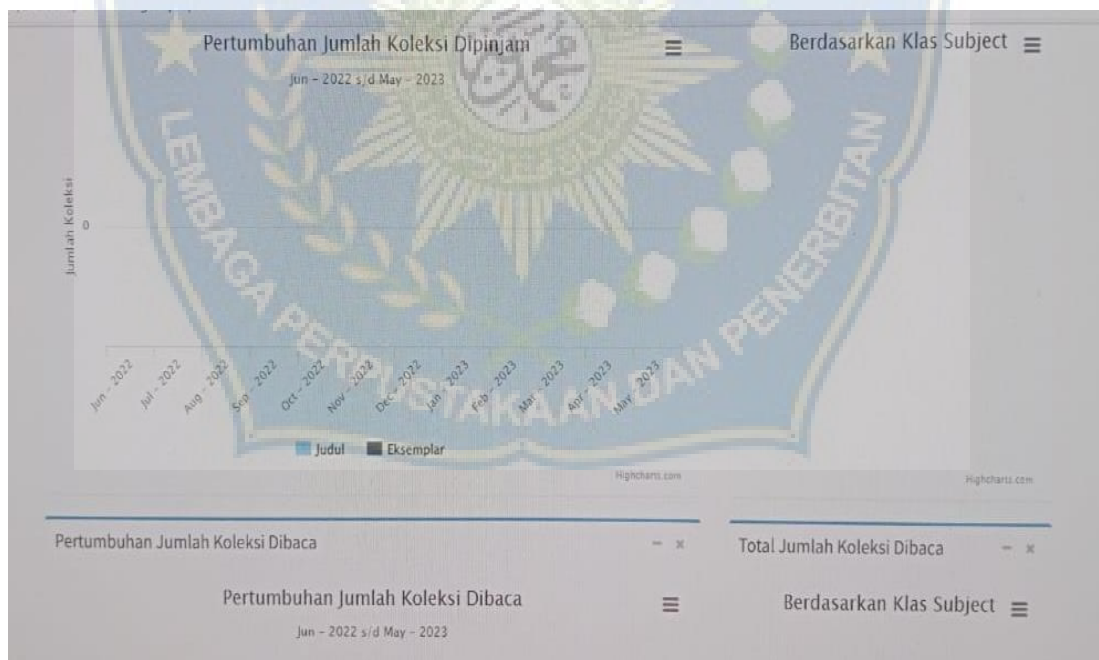 Pertumbuhan Jumlah Koleksi Dipinjam
Jun - 2022 s/d May - 2023
Berdasarkan Klas Subject
Jumlah Koleksi
0
Jun - 2022
Jul - 2022
Aug - 2022
Sep - 2022
Oct - 2022
Nov - 2022
Dec - 2022
Jan - 2023
Feb - 2023
Mar - 2023
Apr - 2023
May - 2023
Judul
Eksemplar
Highcharts.com
Highcharts.com
LEMBAGA PERPUSTAKAAN DAN PENERBITAN
Pertumbuhan Jumlah Koleksi Dibaca
Total Jumlah Koleksi Dibaca
Pertumbuhan Jumlah Koleksi Dibaca
Jun - 2022 s/d May - 2023
Berdasarkan Klas Subject